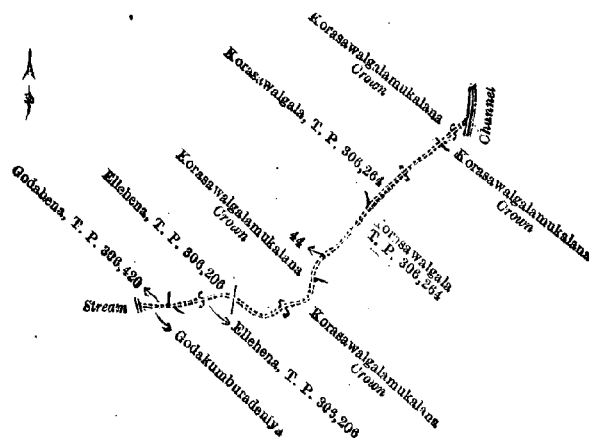 Korasawalgalamukalana
Crown
Korasawalgala, T. P. 306,264
Channel
Korasawalgalamukalana
Crown
Korasawalgalamukalana
Crown
Ellehena, T. P. 306,206
Godahena, T. P. 306,420
44
Korasawalgala
T. P. 306,264
Stream
Korasawalgalamukalana
Crown
Ellehena, T. P. 306,206
Godakumburadeniya